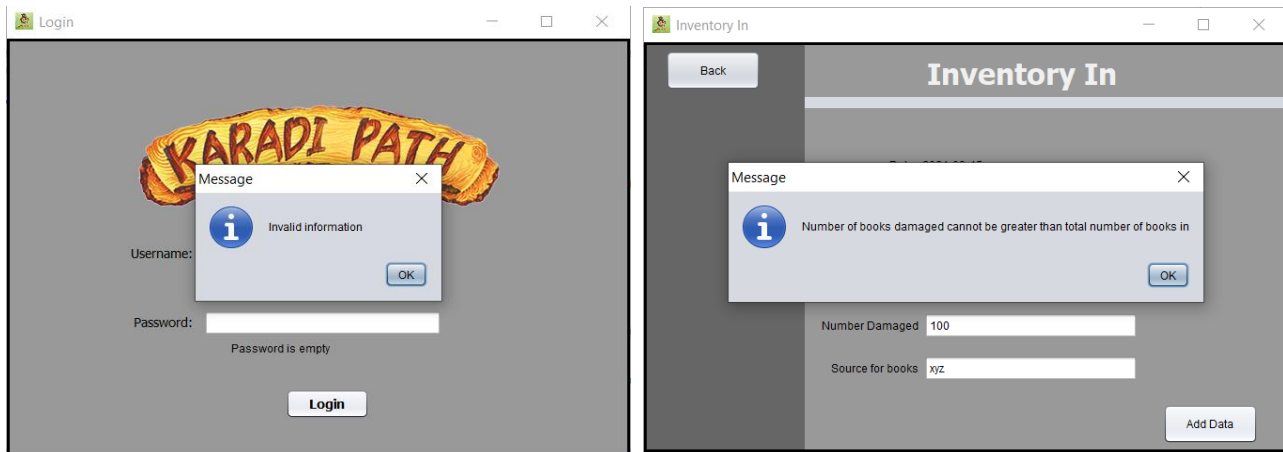 Login
KARADI PATH
Message
Invalid information
Username:
OK
Password:
Password is empty
Login
Inventory In
Back
Inventory In
Message
Number of books damaged cannot be greater than total number of books in
OK
Number Damaged 100
Source for books xyz
Add Data